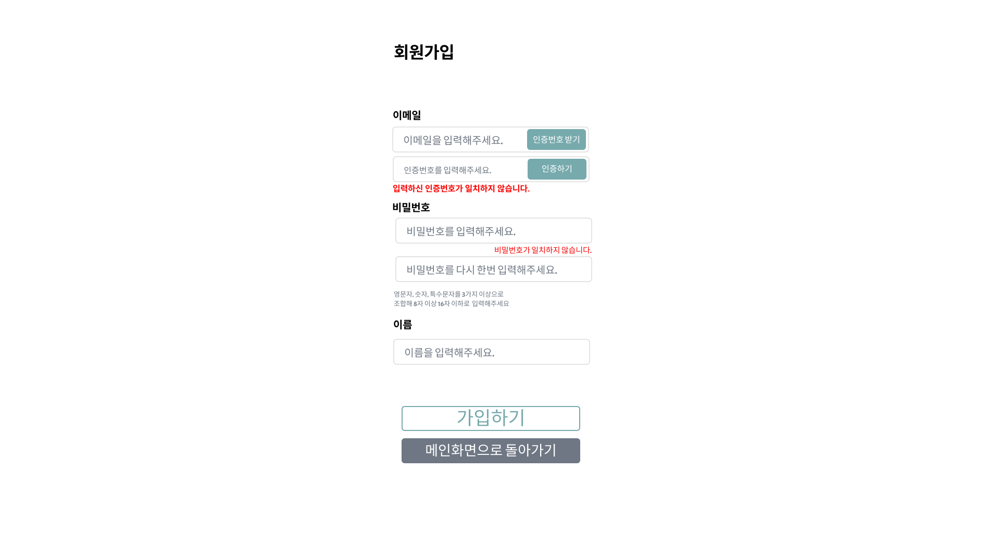 회원가입
이메일
이메일을 입력해주세요. 인증번호 받기
인증번호를 입력해주세요. 인증하기
입력하신 인증번호가 일치하지 않습니다.
비밀번호
비밀번호를 입력해주세요.
비밀번호가 일치하지 않습니다.
비밀번호를 다시 한번 입력해주세요.
영문자, 숫자, 특수문자를 3가지 이상으로
조합해 8자 이상 16자 이하로 입력해주세요
이름
이름을 입력해주세요.
가입하기
메인화면으로 돌아가기